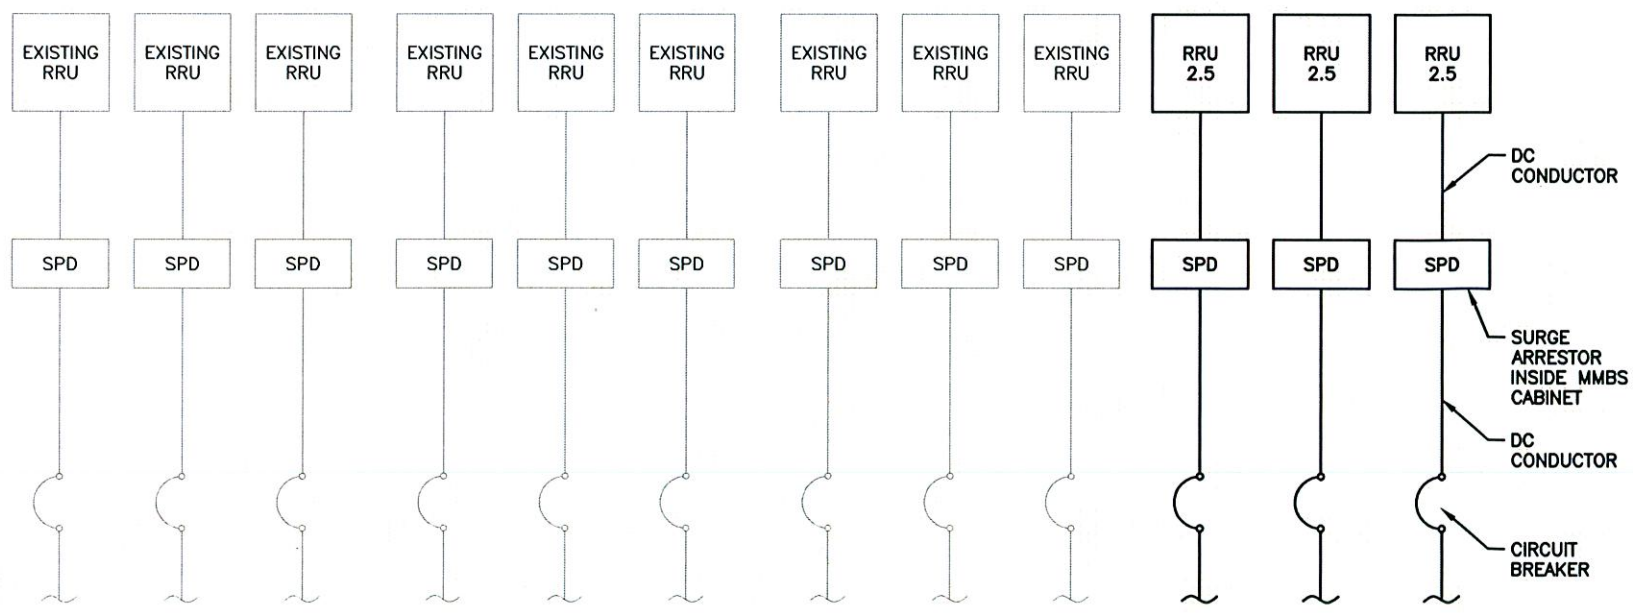 EXISTING
RRU
EXISTING
RRU
EXISTING
RRU
EXISTING
RRU
EXISTING
RRU
EXISTING
RRU
EXISTING
RRU
EXISTING
RRU
EXISTING
RRU
RRU
2.5
RRU
2.5
RRU
2.5
DC
CONDUCTOR
SPD
SPD
SPD
SPD
SPD
SPD
SPD
SPD
SPD
SPD
SPD
SPD
SURGE
ARRESTOR
INSIDE MMBS
CABINET
DC
CONDUCTOR
CIRCUIT
BREAKER